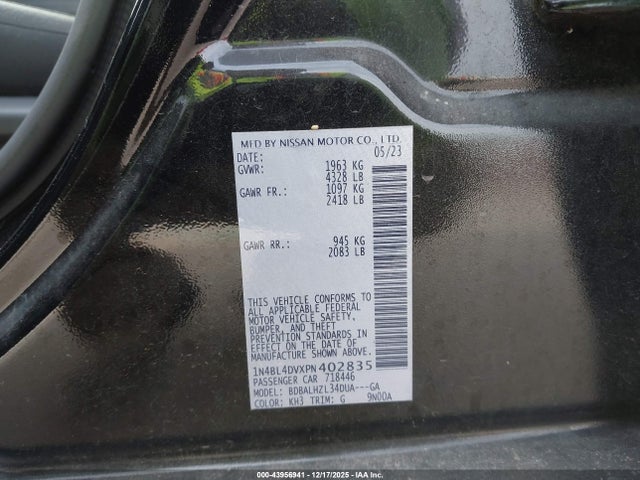 MFD BY NISSAN MOTOR CO., LTD.
DATE: 05/23
GVWR: 1963 KG
4328 LB
GAWR FR.: 1097 KG
2418 LB
GAWR RR.: 945 KG
2083 LB
THIS VEHICLE CONFORMS TO
ALL APPLICABLE FEDERAL
MOTOR VEHICLE SAFETY,
BUMPER, AND THEFT
PREVENTION STANDARDS IN
EFFECT ON THE DATE OF
MANUFACTURE SHOWN ABOVE.
1N4BL4DVXPN402835
PASSENGER CAR 718446
MODEL: BDBALHZL34DUA---GA
COLOR: KH3 TRIM: G 9N00A
© 000-43956941 - 12/17/2025 - IAA Inc.